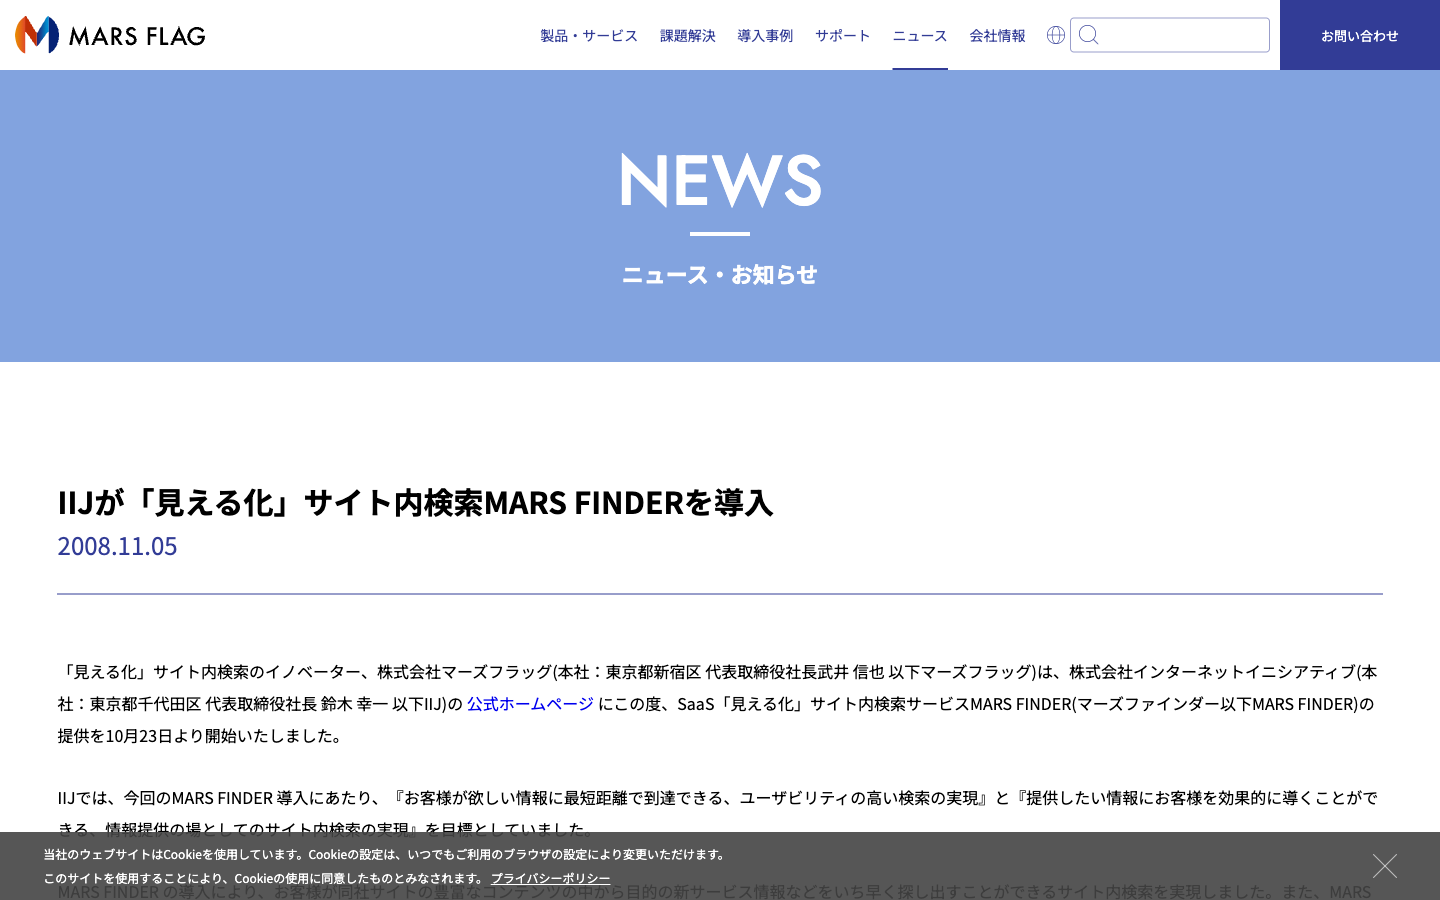 MARS FLAG
製品・サービス 課題解決 導入事例 サポート ニュース 会社情報 お問い合わせ
NEWS
ニュース・お知らせ
IIJが「見える化」サイト内検索MARS FINDERを導入
2008.11.05
「見える化」サイト内検索のイノベーター、株式会社マーズフラッグ(本社：東京都新宿区 代表取締役社長武井 信也 以下マーズフラッグ)は、株式会社インターネットイニシアティブ(本
社：東京都千代田区 代表取締役社長 鈴木 幸一 以下IIJ)の 公式ホームページ にこの度、SaaS「見える化」サイト内検索サービスMARS FINDER(マーズファインダー以下MARS FINDER)の
提供を10月23日より開始いたしました。
IIJでは、今回のMARS FINDER 導入にあたり、『お客様が欲しい情報に最短距離で到達できる、ユーザビリティの高い検索の実現』と『提供したい情報にお客様を効果的に導くことがで
きる、情報提供の場としてのサイト内検索の実現』を目標としていました。
当社のウェブサイトはCookieを使用しています。Cookieの設定は、いつでもご利用のブラウザの設定により変更いただけます。
このサイトを使用することにより、Cookieの使用に同意したものとみなされます。 プライバシーポリシー
MARS FINDER の導入により、お客様が同社サイトの豊富なコンテンツの中から目的の新サービス情報などをいち早く探し出すことができるサイト内検索を実現しました。また、MARS